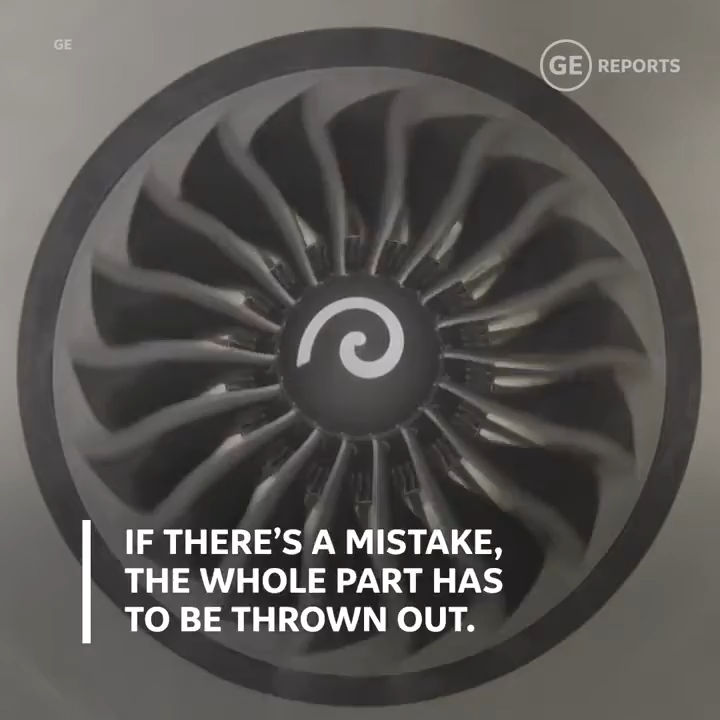 GE
GE REPORTS
IF THERE'S A MISTAKE,
THE WHOLE PART HAS
TO BE THROWN OUT.